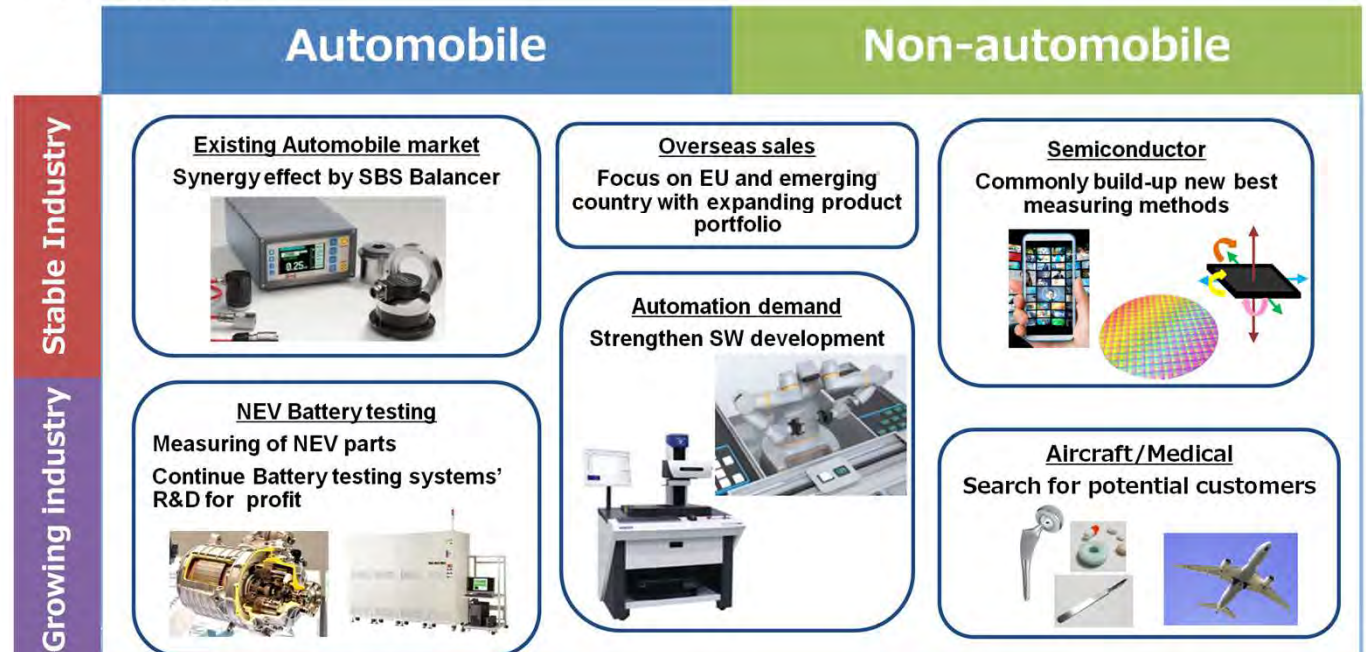 Automobile
Non-automobile
Stable Industry
Growing industry
Existing Automobile market
Synergy effect by SBS Balancer
0.25
Overseas sales
Focus on EU and emerging
country with expanding product
portfolio
Semiconductor
Commonly build-up new best
measuring methods
Automation demand
Strengthen SW development
NEV Battery testing
Measuring of NEV parts
Continue Battery testing systems’
R&D for profit
Aircraft/Medical
Search for potential customers